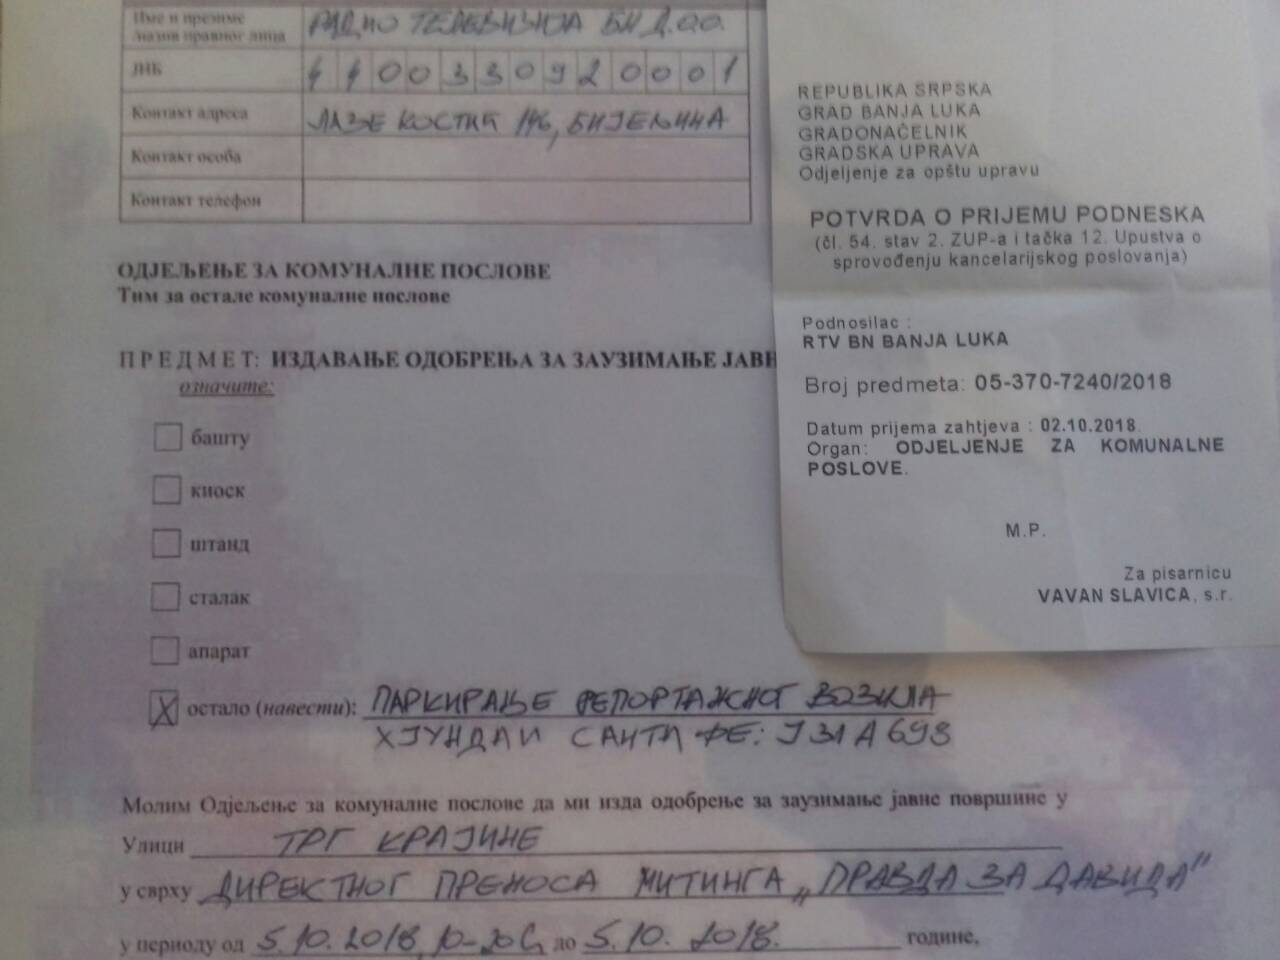 Име и презиме
/назив правног лица
РАДИО ТЕЛЕВИЗИЈА БН Д.О.О.
ЈИБ
4400330920001
Контакт адреса
ЛАЗЕ КОСТИЋ 146, БИЈЕЉИНА
Контакт особа
Контакт телефон
ОДЈЕЉЕЊЕ ЗА КОМУНАЛНЕ ПОСЛОВЕ
Тим за остале комуналне послове
П Р Е Д М Е Т: ИЗДАВАЊЕ ОДОБРЕЊА ЗА ЗАУЗИМАЊЕ ЈАВН
означите:
башту
киоск
штанд
сталак
апарат
X остало (навести): ПАРКИРАЊЕ РЕПОРТАЖНОГ ВОЗИЛА
ХЈУНДАИ САНТА ФЕ: Ј31А693
Молим Одјељење за комуналне послове да ми изда одобрење за заузимање јавне површине у
Улици ТРГ КРАЈИНЕ
у сврху ДИРЕКТНОГ ПРЕНОСА МИТИНГА „ПРАВДА ЗА ДАВИДА"
у периоду од 5.10.2018, 10-20h до 5.10.2018. године,
REPUBLIKA SRPSKA
GRAD BANJA LUKA
GRADONAČELNIK
GRADSKA UPRAVA
Odjeljenje za opštu upravu
POTVRDA O PRIJEMU PODNESKA
(čl. 54. stav 2. ZUP-a i tačka 12. Upustva o
sprovođenju kancelarijskog poslovanja)
Podnosilac :
RTV BN BANJA LUKA
Broj predmeta: 05-370-7240/2018
Datum prijema zahtjeva : 02.10.2018.
Organ: ODJELJENJE ZA KOMUNALNE
POSLOVE.
M.P.
Za pisarnicu
VAVAN SLAVICA, s.r.